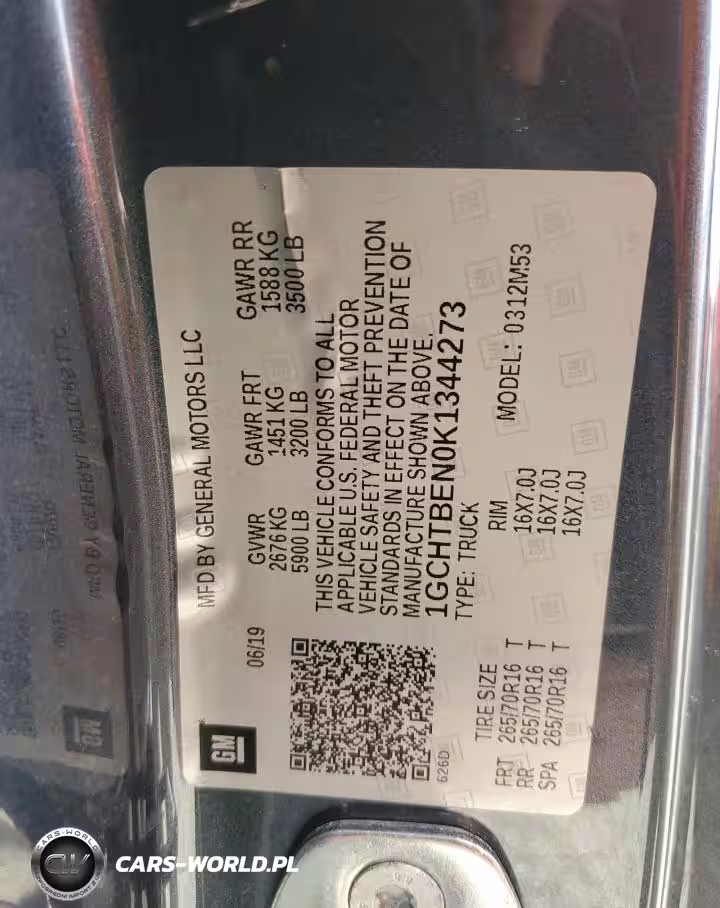 GM
MFD BY GENERAL MOTORS LLC
06/19
GVWR GAWR FRT GAWR RR
2676 KG 1451 KG 1588 KG
5900 LB 3200 LB 3500 LB
THIS VEHICLE CONFORMS TO ALL
APPLICABLE U.S. FEDERAL MOTOR
VEHICLE SAFETY AND THEFT PREVENTION
STANDARDS IN EFFECT ON THE DATE OF
MANUFACTURE SHOWN ABOVE.
1GCHTBEN0K1344273
TYPE: TRUCK
MODEL: 0312M53
626D
TIRE SIZE RIM
FRT 265/70R16 T 16X7.0J
RR 265/70R16 T 16X7.0J
SPA 265/70R16 T 16X7.0J
CARS-WORLD
CW
CARS-WORLD.PL